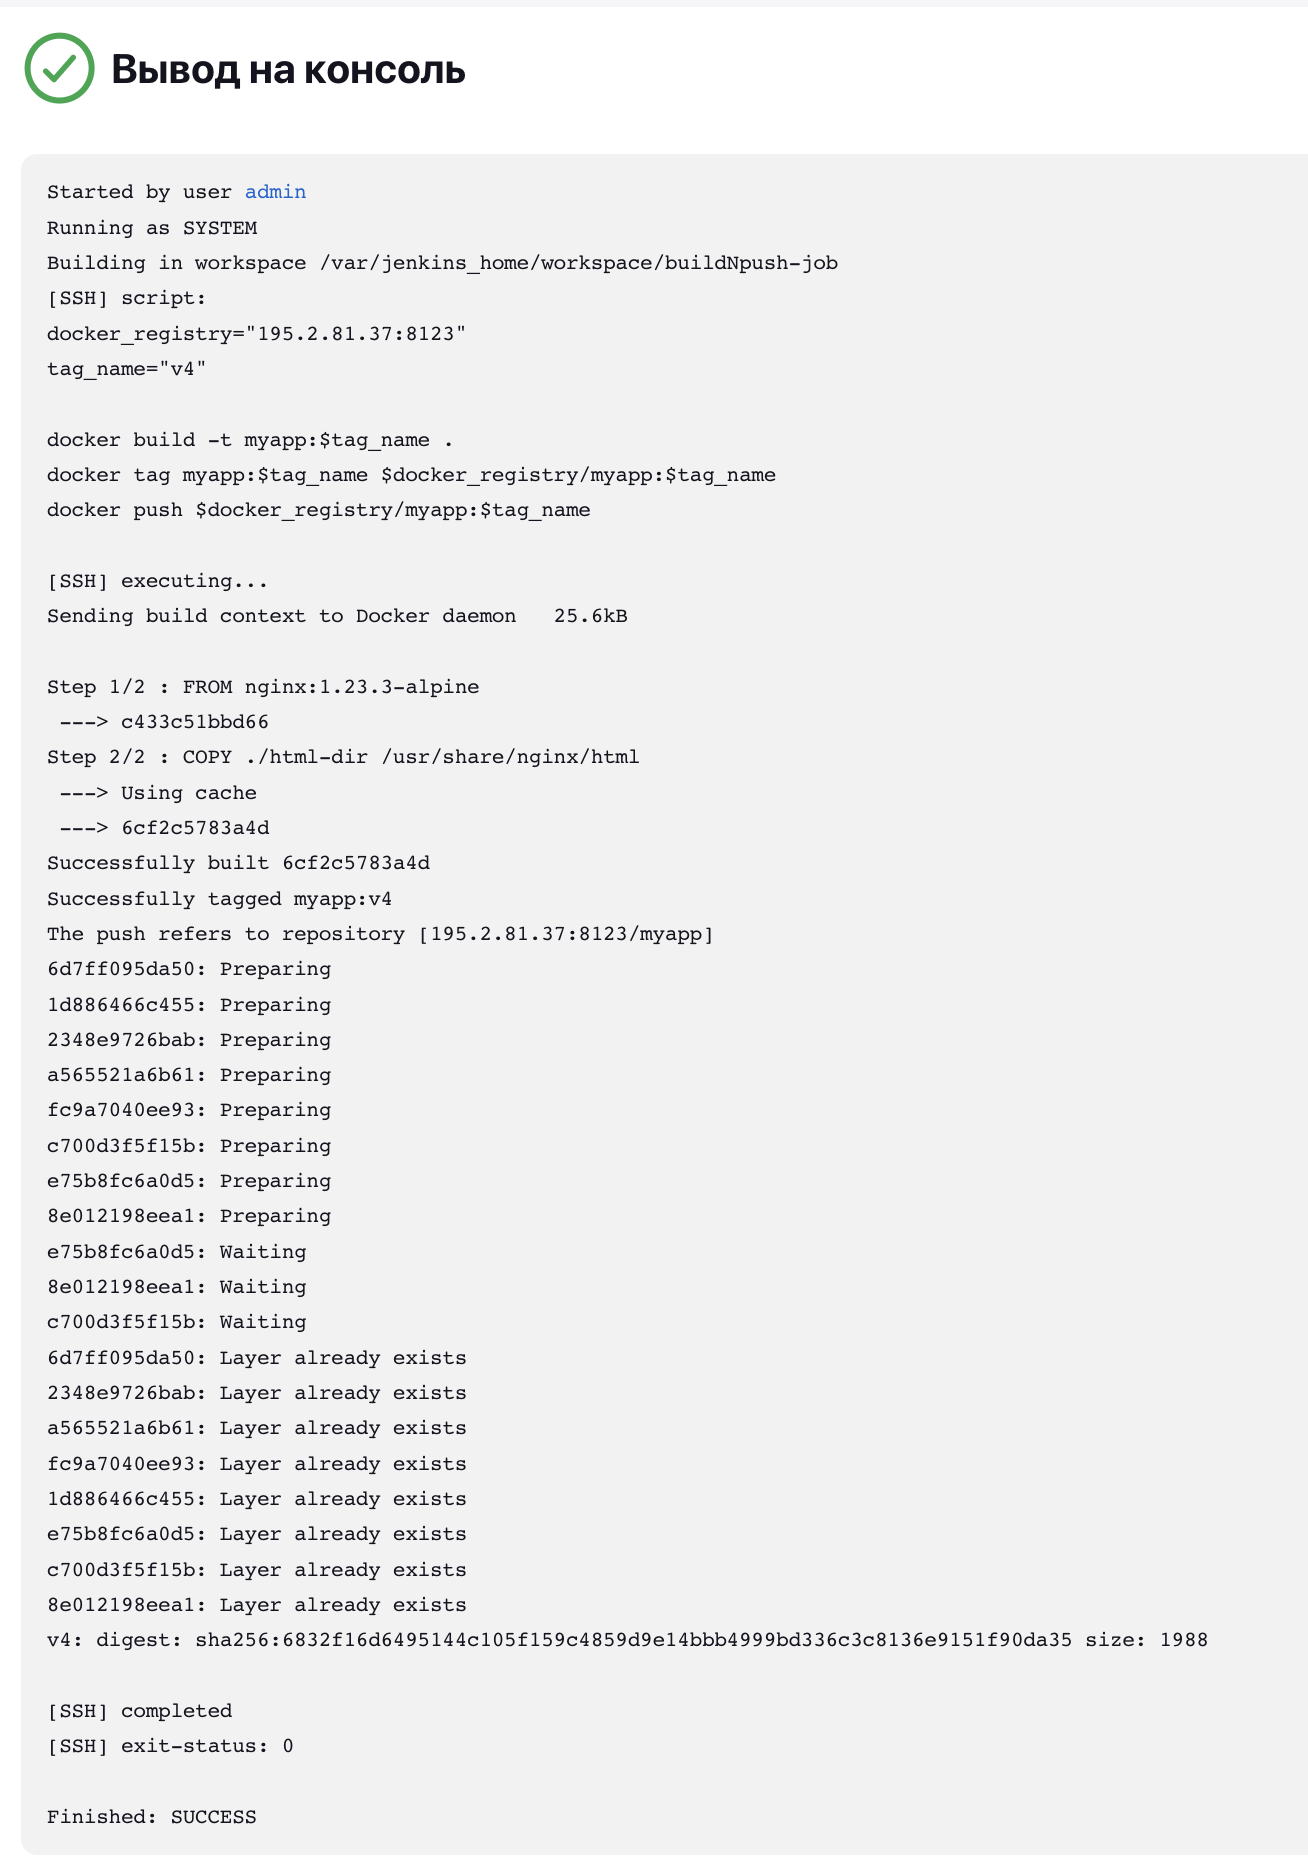 Вывод на консоль
Started by user admin
Running as SYSTEM
Building in workspace /var/jenkins_home/workspace/buildNpush-job
[SSH] script:
docker_registry="195.2.81.37:8123"
tag_name="v4"
docker build -t myapp:$tag_name .
docker tag myapp:$tag_name $docker_registry/myapp:$tag_name
docker push $docker_registry/myapp:$tag_name
[SSH] executing...
Sending build context to Docker daemon   25.6kB
Step 1/2 : FROM nginx:1.23.3-alpine
 ---> c433c51bbd66
Step 2/2 : COPY ./html-dir /usr/share/nginx/html
 ---> Using cache
 ---> 6cf2c5783a4d
Successfully built 6cf2c5783a4d
Successfully tagged myapp:v4
The push refers to repository [195.2.81.37:8123/myapp]
6d7ff095da50: Preparing
1d886466c455: Preparing
2348e9726bab: Preparing
a565521a6b61: Preparing
fc9a7040ee93: Preparing
c700d3f5f15b: Preparing
e75b8fc6a0d5: Preparing
8e012198eea1: Preparing
e75b8fc6a0d5: Waiting
8e012198eea1: Waiting
c700d3f5f15b: Waiting
6d7ff095da50: Layer already exists
2348e9726bab: Layer already exists
a565521a6b61: Layer already exists
fc9a7040ee93: Layer already exists
1d886466c455: Layer already exists
e75b8fc6a0d5: Layer already exists
c700d3f5f15b: Layer already exists
8e012198eea1: Layer already exists
v4: digest: sha256:6832f16d6495144c105f159c4859d9e14bbb4999bd336c3c8136e9151f90da35 size: 1988
[SSH] completed
[SSH] exit-status: 0
Finished: SUCCESS